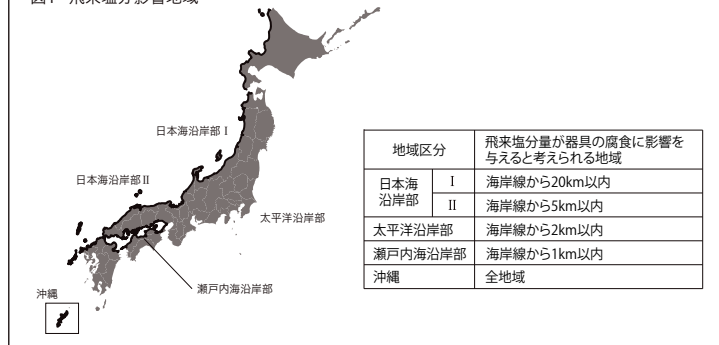 図1 飛来塩分影響地域
日本海沿岸部Ⅰ
日本海沿岸部Ⅱ
太平洋沿岸部
瀬戸内海沿岸部
沖縄
地域区分 飛来塩分量が器具の腐食に影響を
与えると考えられる地域
日本海
沿岸部
Ⅰ 海岸線から20km以内
Ⅱ 海岸線から5km以内
太平洋沿岸部 海岸線から2km以内
瀬戸内海沿岸部 海岸線から1km以内
沖縄 全地域